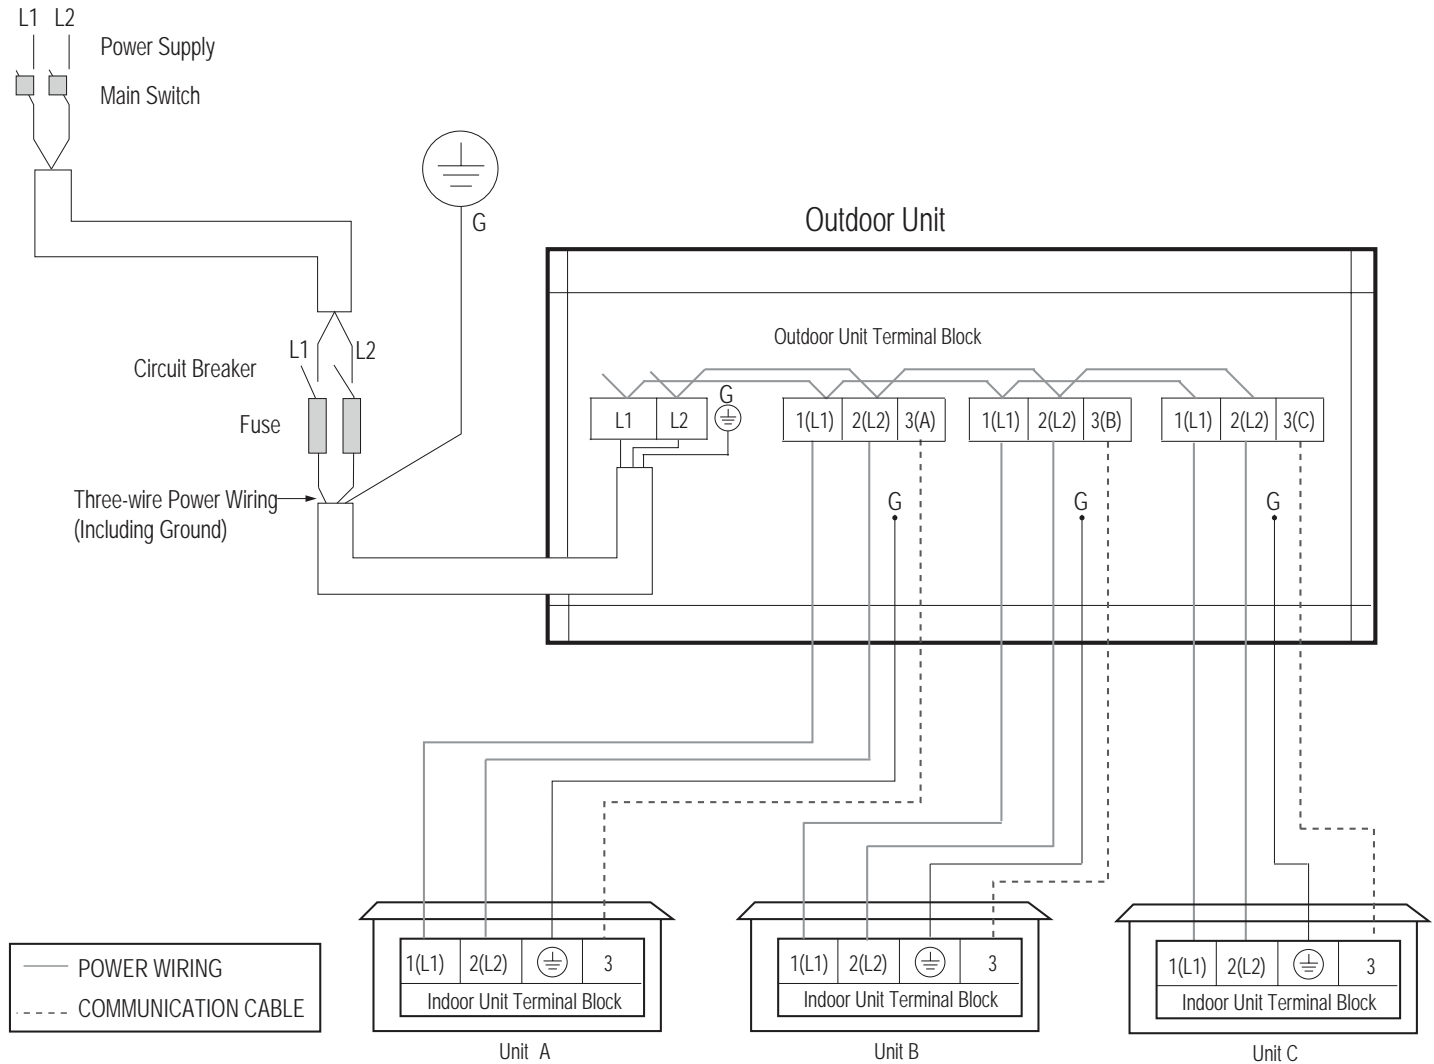 L1 L2
Power Supply
Main Switch
G
Outdoor Unit
Outdoor Unit Terminal Block
L1 L2
Circuit Breaker
Fuse
G
L1 L2
1(L1) 2(L2) 3(A)
1(L1) 2(L2) 3(B)
1(L1) 2(L2) 3(C)
Three-wire Power Wiring
(Including Ground)
G
G
G
POWER WIRING
COMMUNICATION CABLE
1(L1) 2(L2) 3
Indoor Unit Terminal Block
Unit A
1(L1) 2(L2) 3
Indoor Unit Terminal Block
Unit B
1(L1) 2(L2) 3
Indoor Unit Terminal Block
Unit C